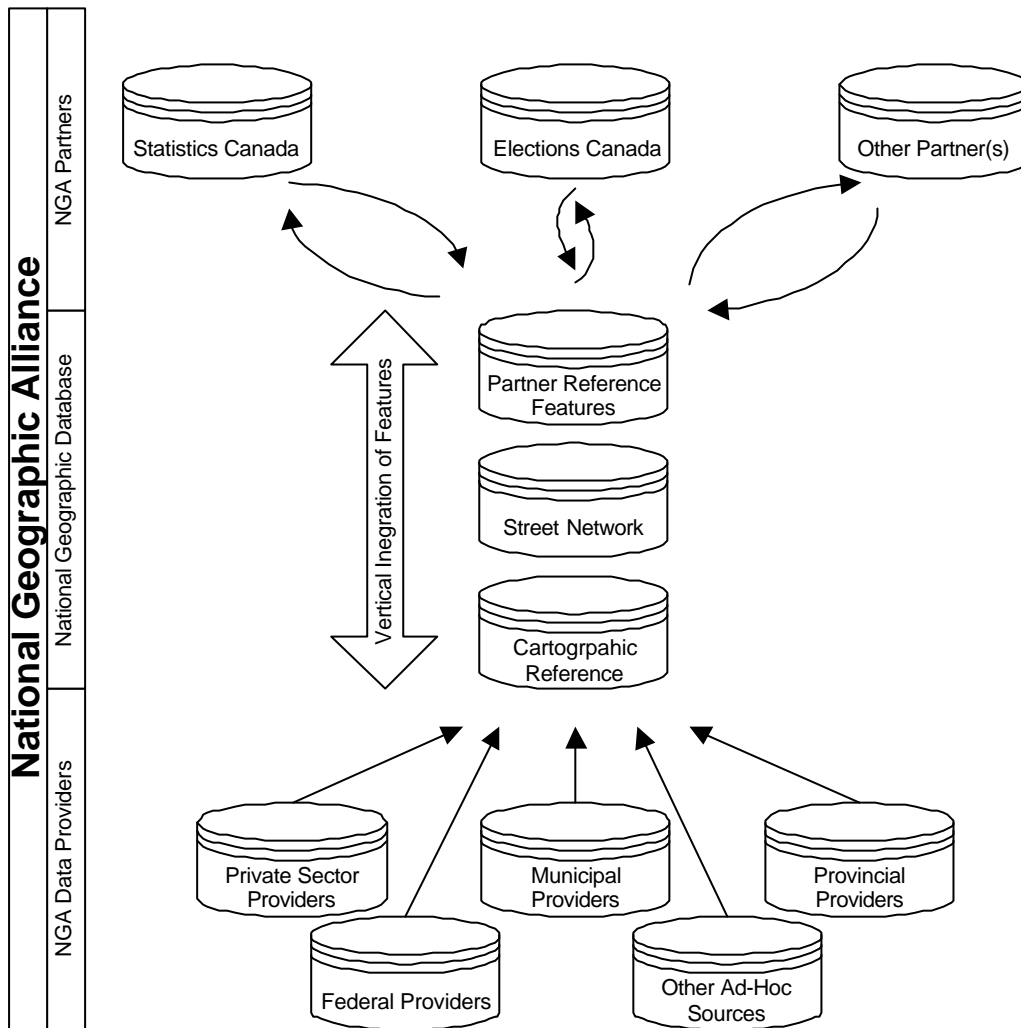 National Geographic Alliance
NGA Partners
Statistics Canada
Elections Canada
Other Partner(s)
National Geographic Database
Vertical Inegration of Features
Partner Reference
Features
Street Network
Cartogrpahic
Reference
NGA Data Providers
Private Sector
Providers
Municipal
Providers
Provincial
Providers
Federal Providers
Other Ad-Hoc
Sources